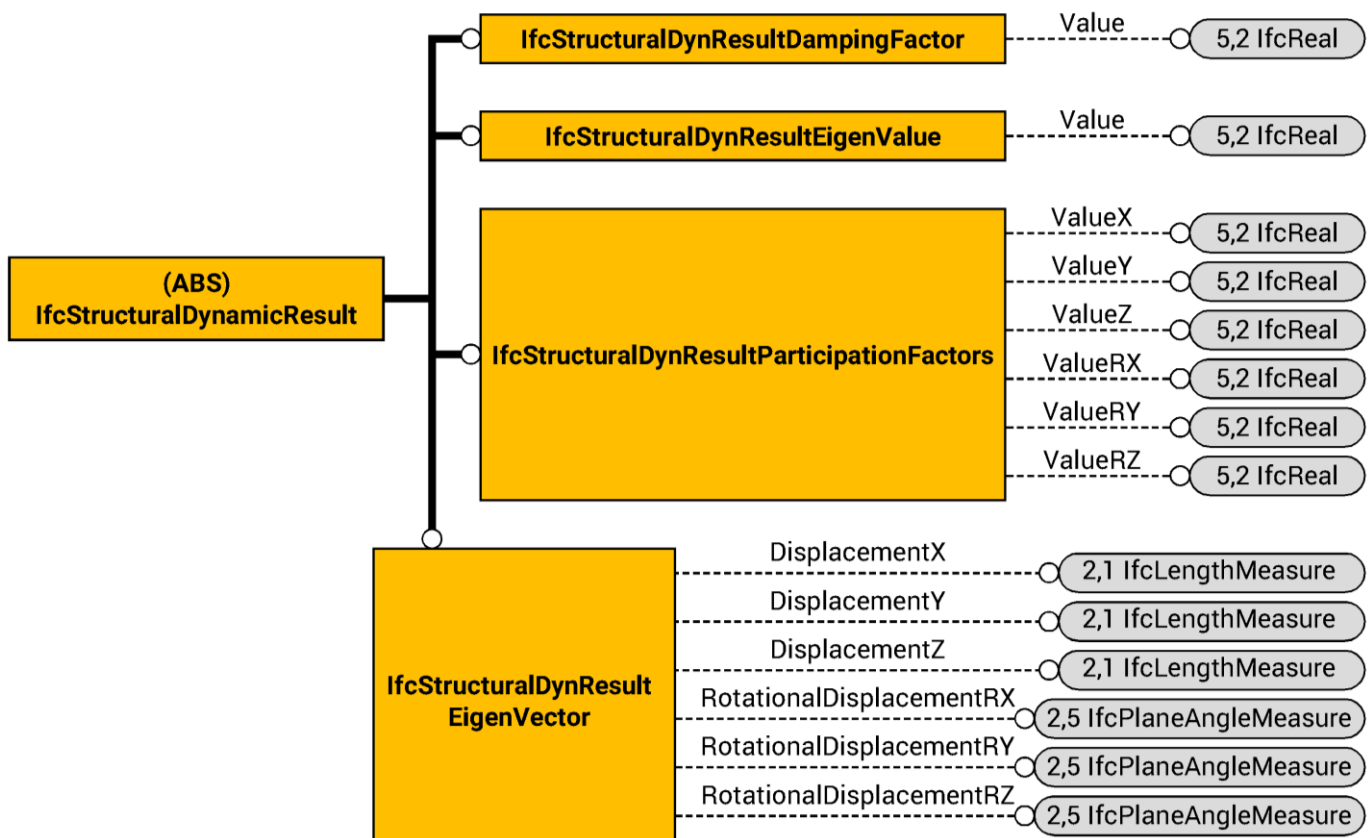 IfcStructuralDynResultDampingFactor
Value
5,2 IfcReal
IfcStructuralDynResultEigenValue
Value
5,2 IfcReal
(ABS)
IfcStructuralDynamicResult
IfcStructuralDynResultParticipationFactors
ValueX
5,2 IfcReal
ValueY
5,2 IfcReal
ValueZ
5,2 IfcReal
ValueRX
5,2 IfcReal
ValueRY
5,2 IfcReal
ValueRZ
5,2 IfcReal
IfcStructuralDynResult
EigenVector
DisplacementX
2,1 IfcLengthMeasure
DisplacementY
2,1 IfcLengthMeasure
DisplacementZ
2,1 IfcLengthMeasure
RotationalDisplacementRX
2,5 IfcPlaneAngleMeasure
RotationalDisplacementRY
2,5 IfcPlaneAngleMeasure
RotationalDisplacementRZ
2,5 IfcPlaneAngleMeasure